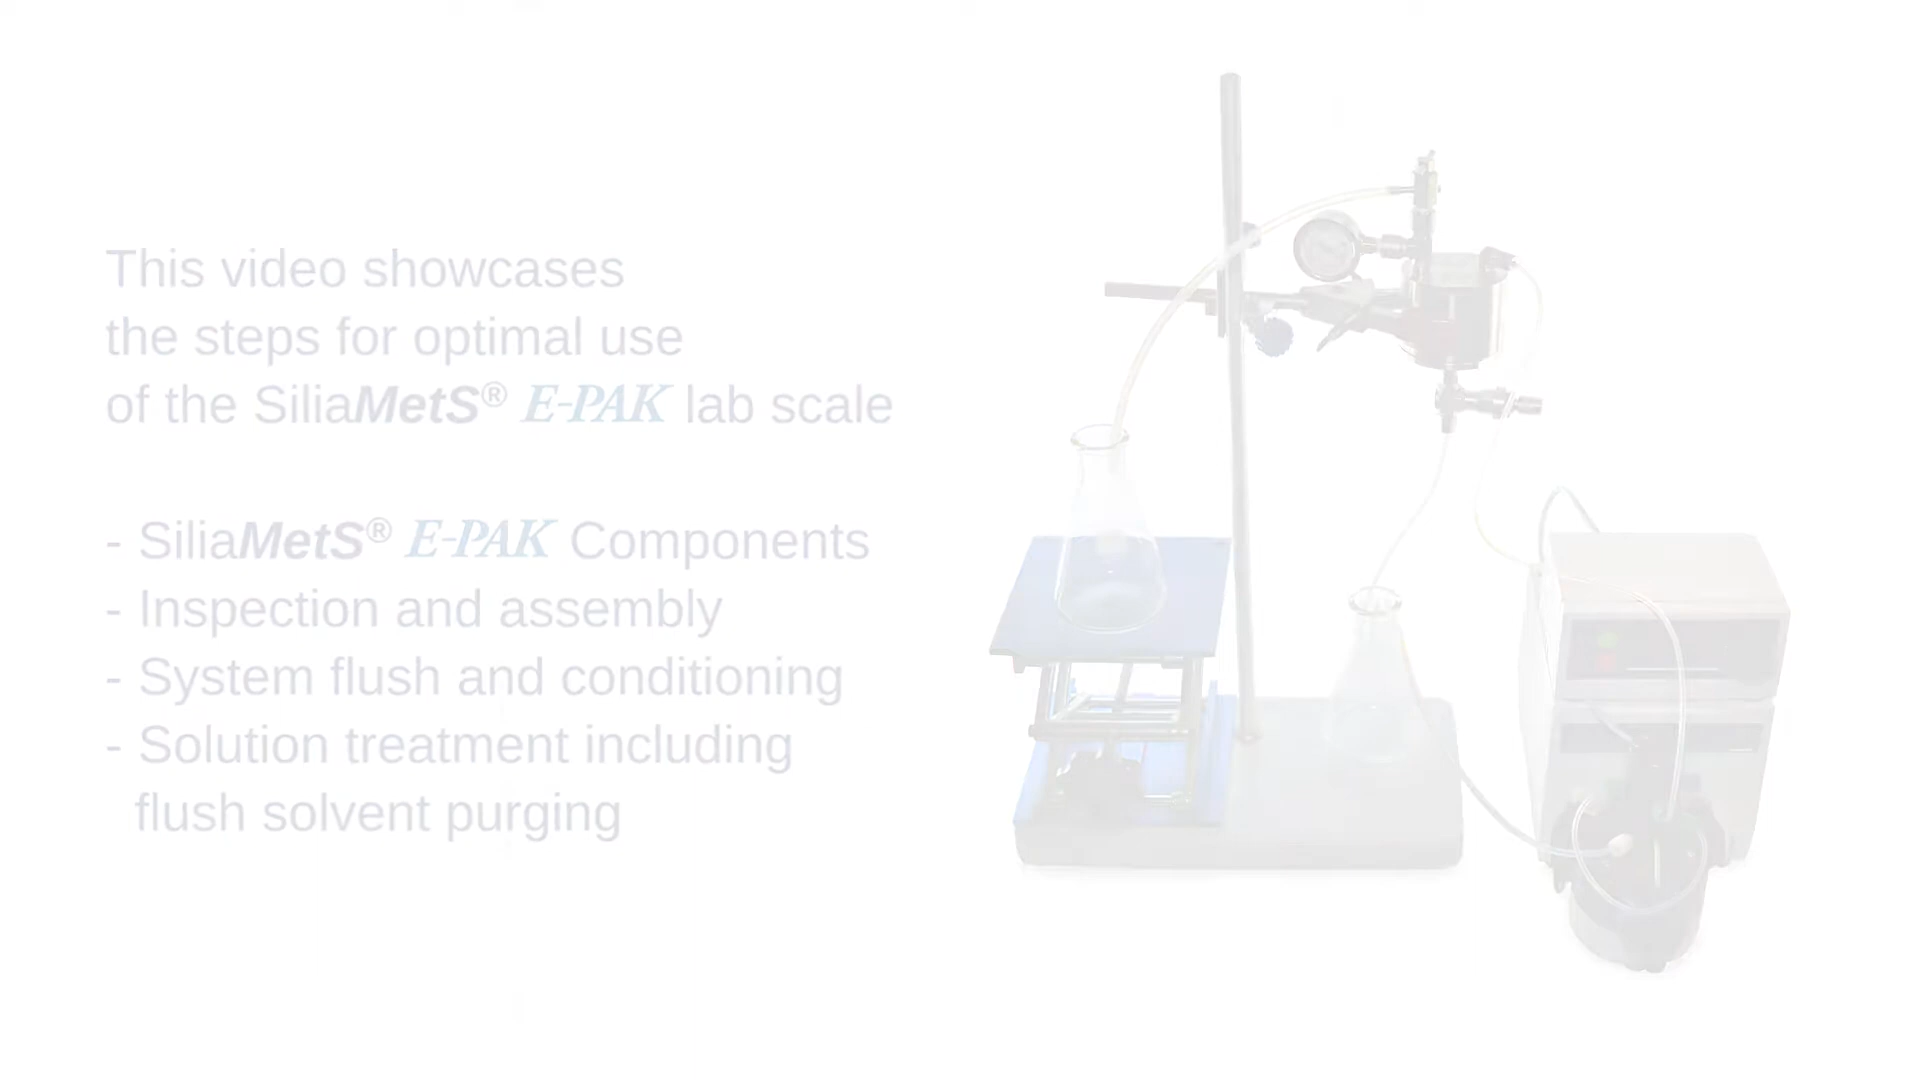 This video showcases
the steps for optimal use
of the SiliaMetS® E-PAK lab scale
- SiliaMetS® E-PAK Components
- Inspection and assembly
- System flush and conditioning
- Solution treatment including
flush solvent purging